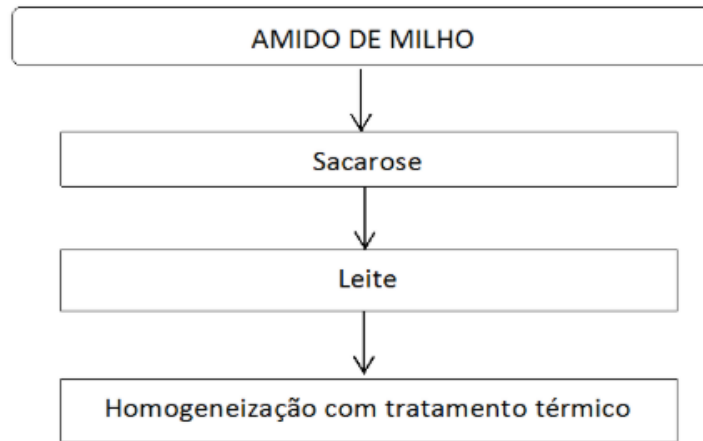 AMIDO DE MILHO
Sacarose
Leite
Homogeneização com tratamento térmico